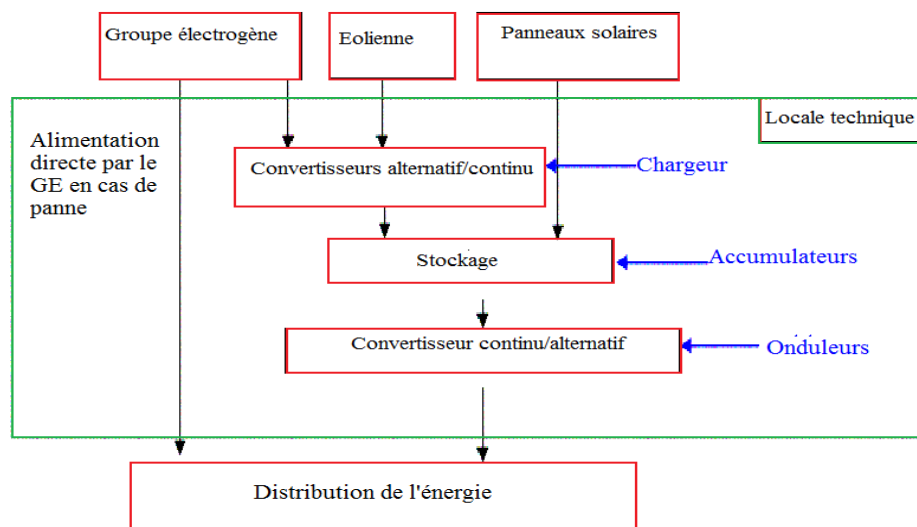 Groupe électrogène
Eolienne
Panneaux solaires
Locale technique
Alimentation
directe par le
GE en cas de
panne
Convertisseurs alternatif/continu
Chargeur
Stockage
Accumulateurs
Convertisseur continu/alternatif
Onduleurs
Distribution de l'énergie